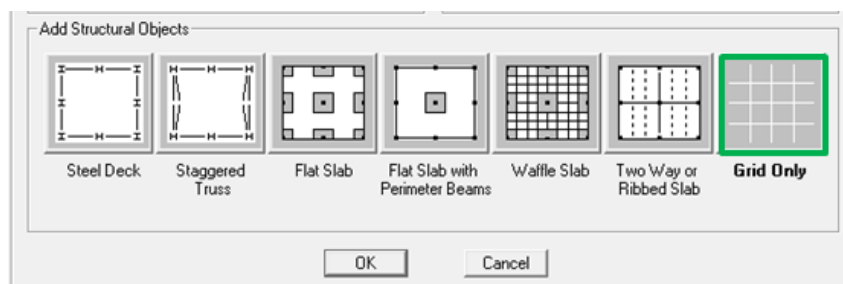 Add Structural Objects
Steel Deck
Staggered
Truss
Flat Slab
Flat Slab with
Perimeter Beams
Waffle Slab
Two Way or
Ribbed Slab
Grid Only
OK
Cancel